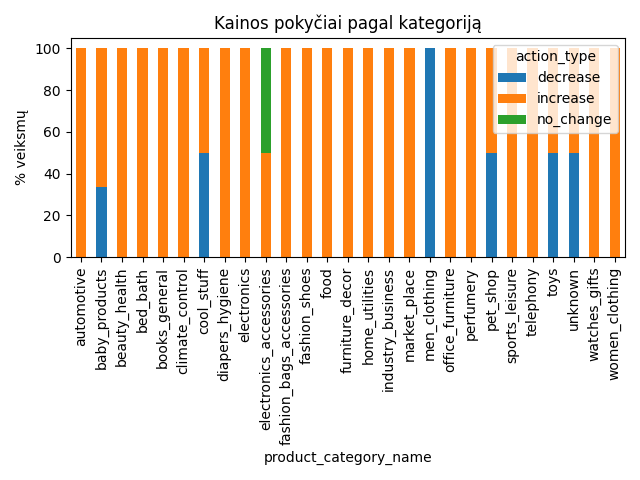 Kainos pokyčiai pagal kategoriją
action_type
decrease
increase
no_change
% veiksmų
100
80
60
40
20
0
automotive
baby_products
beauty_health
bed_bath
books_general
climate_control
cool_stuff
diapers_hygiene
electronics
electronics_accessories
fashion_bags_accessories
fashion_shoes
food
furniture_decor
home_utilities
industry_business
market_place
men_clothing
office_furniture
perfumery
pet_shop
sports_leisure
telephony
toys
unknown
watches_gifts
women_clothing
product_category_name